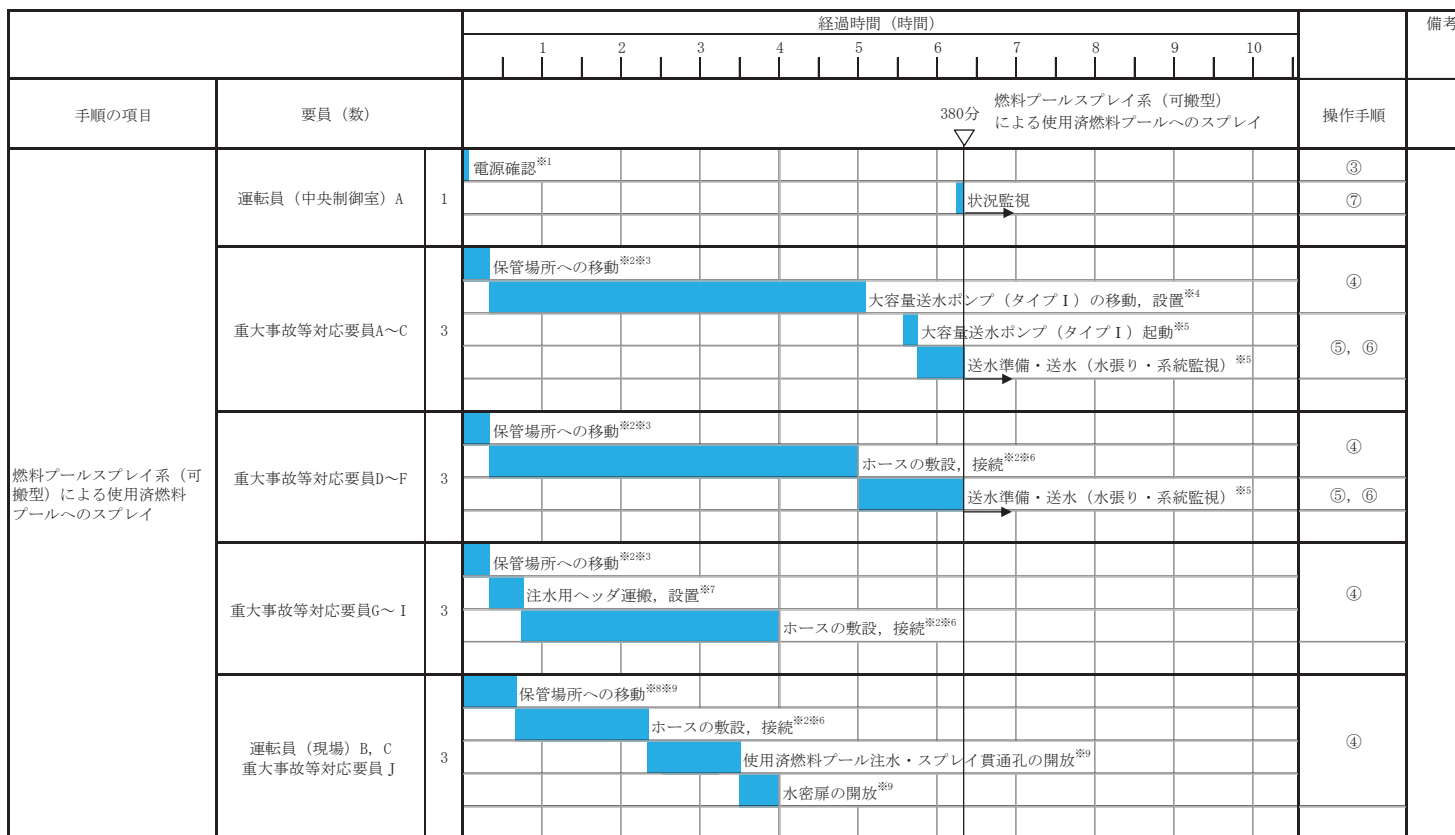 経過時間（時間）
備考
1 2 3 4 5 6 7 8 9 10
手順の項目
要員（数）
380分
燃料プールスプレイ系（可搬型）
による使用済燃料プールへのスプレイ
操作手順
燃料プールスプレイ系（可
搬型）による使用済燃料
プールへのスプレイ
運転員（中央制御室）A
1
電源確認※1
③
状況監視
⑦
重大事故等対応要員A～C
3
保管場所への移動※2※3
大容量送水ポンプ（タイプⅠ）の移動，設置※4
④
大容量送水ポンプ（タイプⅠ）起動※5
送水準備・送水（水張り・系統監視）※5
⑤，⑥
重大事故等対応要員D～F
3
保管場所への移動※2※3
ホースの敷設，接続※2※6
④
送水準備・送水（水張り・系統監視）※5
⑤，⑥
重大事故等対応要員G～I
3
保管場所への移動※2※3
注水用ヘッダ運搬，設置※7
ホースの敷設，接続※2※6
④
運転員（現場）B，C
重大事故等対応要員J
3
保管場所への移動※8※9
ホースの敷設，接続※2※6
使用済燃料プール注水・スプレイ貫通孔の開放※9
水密扉の開放※9
④